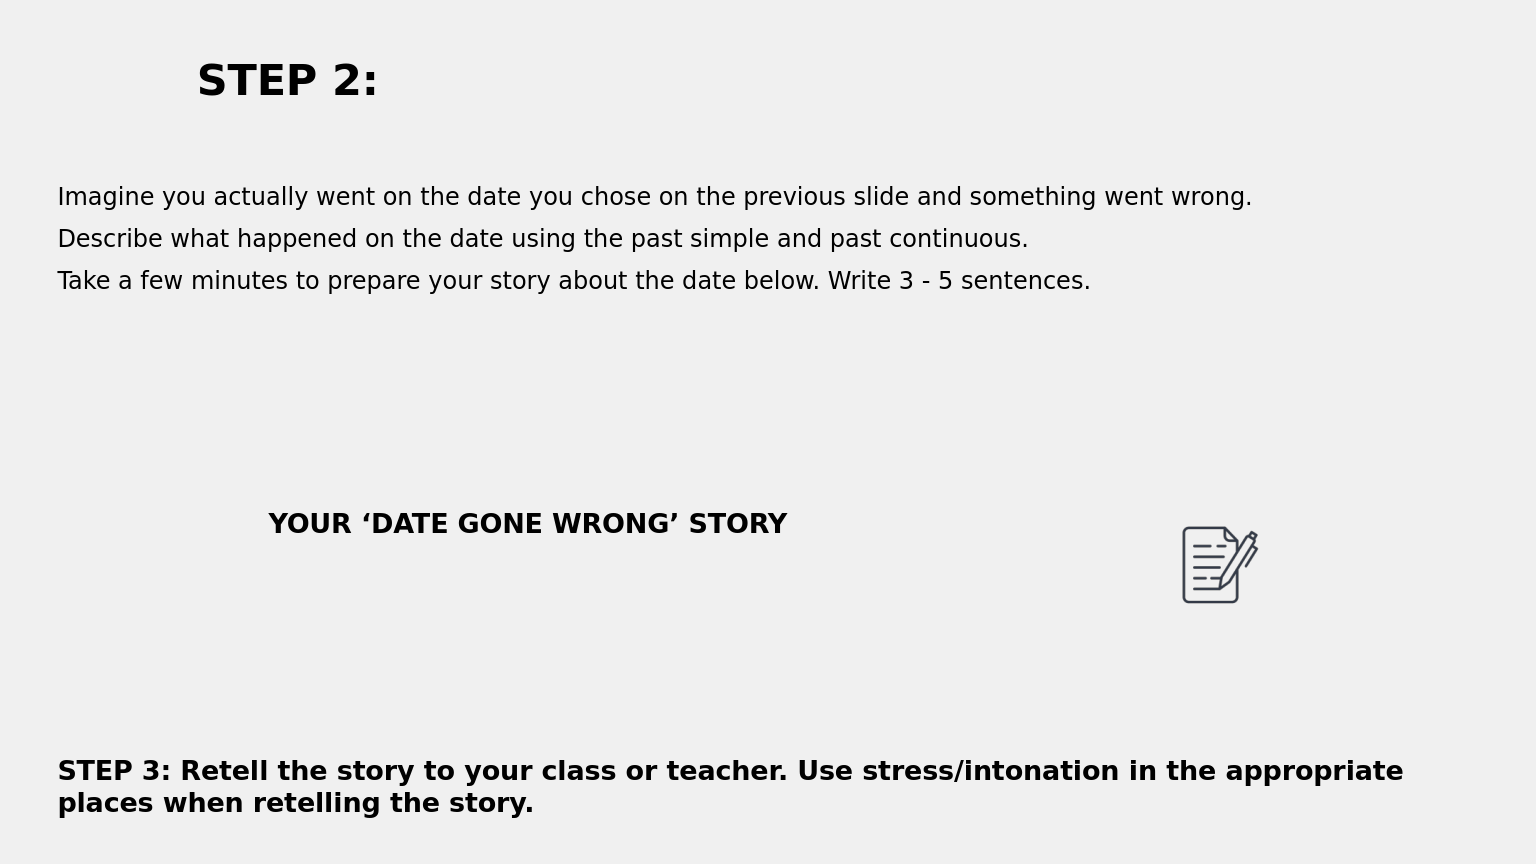 STEP 2:
Imagine you actually went on the date you chose on the previous slide and something went wrong.
Describe what happened on the date using the past simple and past continuous.
Take a few minutes to prepare your story about the date below. Write 3 - 5 sentences.
YOUR ‘DATE GONE WRONG’ STORY
STEP 3: Retell the story to your class or teacher. Use stress/intonation in the appropriate
places when retelling the story.